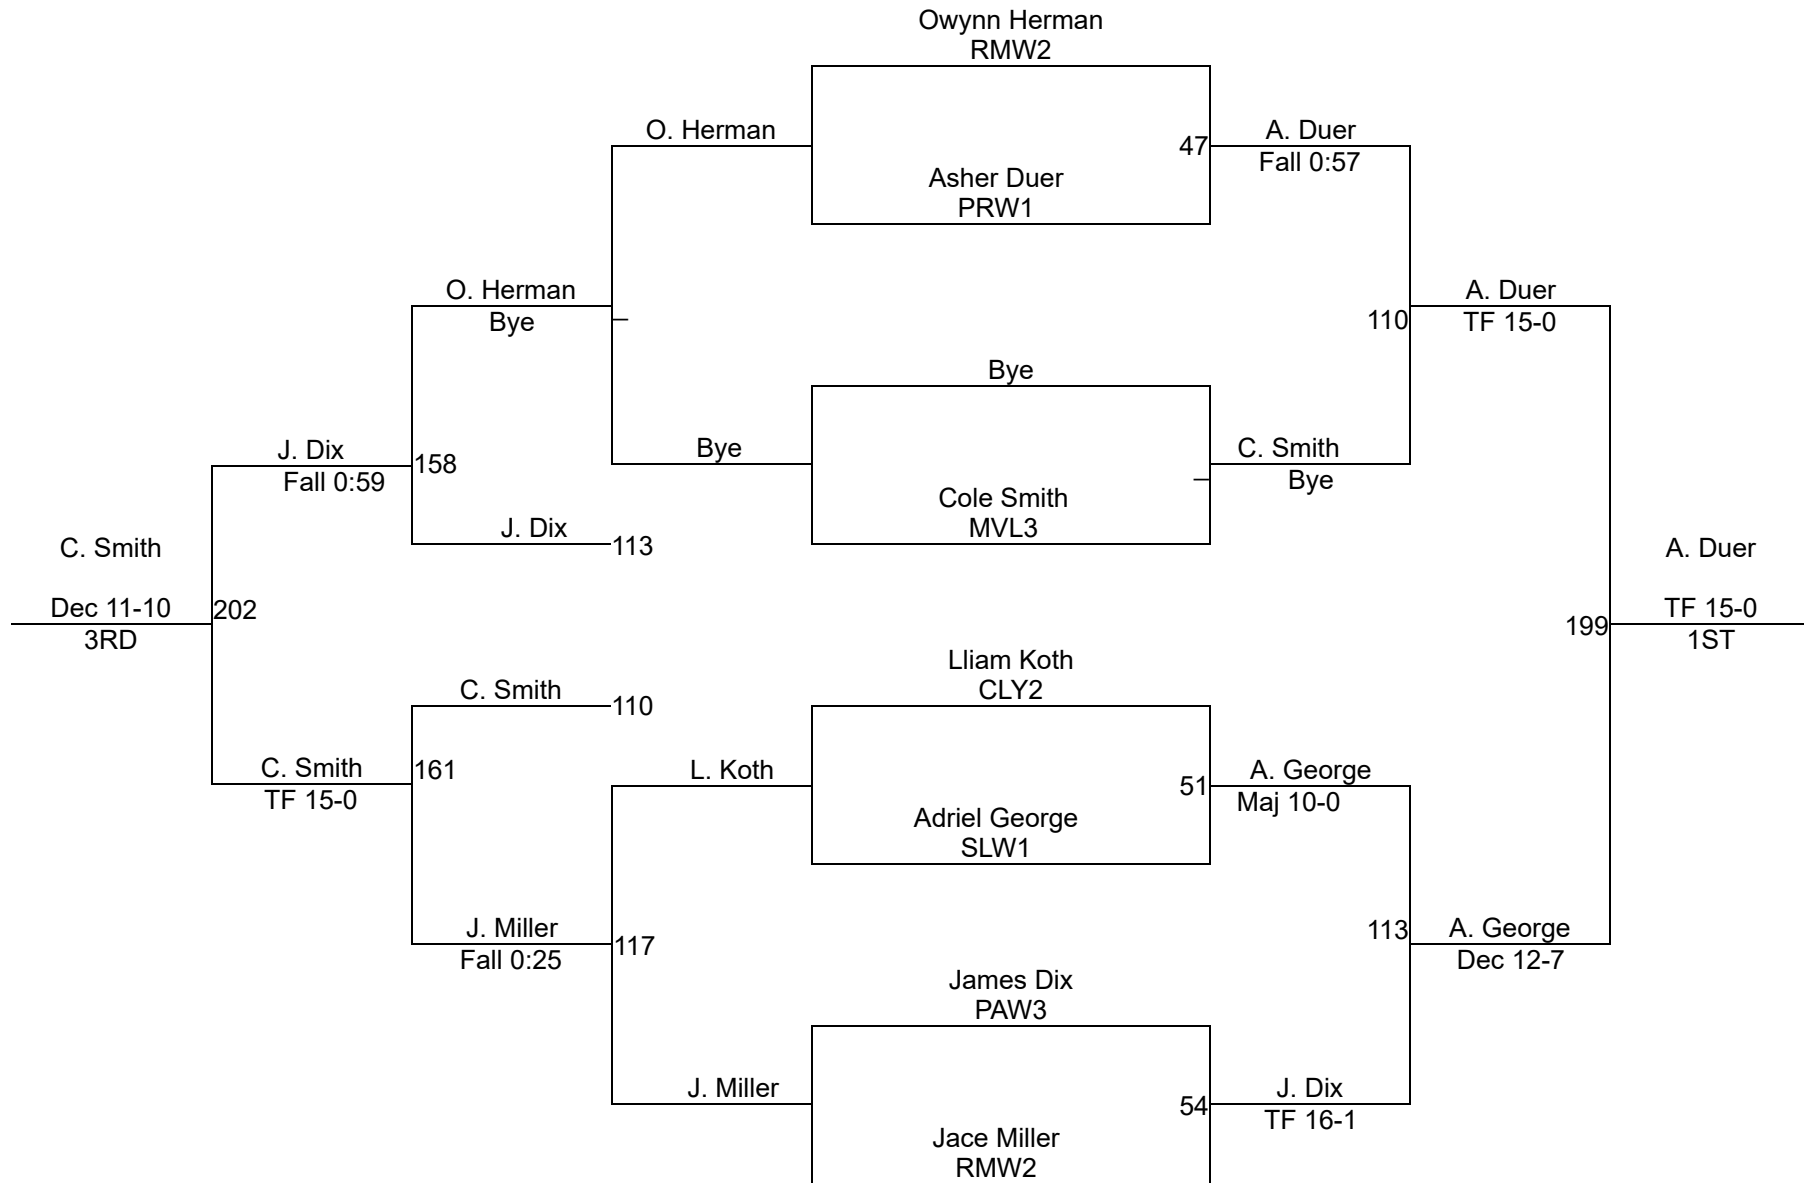 Owynn Herman
RMW2
O. Herman
47
A. Duer
Fall 0:57
Asher Duer
PRW1
O. Herman
Bye
A. Duer
TF 15-0
110
Bye
J. Dix
Fall 0:59
158
Bye
C. Smith
Bye
Cole Smith
MVL3
J. Dix
113
C. Smith
Dec 11-10
3RD
202
A. Duer
TF 15-0
1ST
199
Lliam Koth
CLY2
C. Smith
110
C. Smith
TF 15-0
161
L. Koth
51
A. George
Maj 10-0
Adriel George
SLW1
J. Miller
Fall 0:25
117
113
A. George
Dec 12-7
James Dix
PAW3
J. Miller
54
J. Dix
TF 16-1
Jace Miller
RMW2